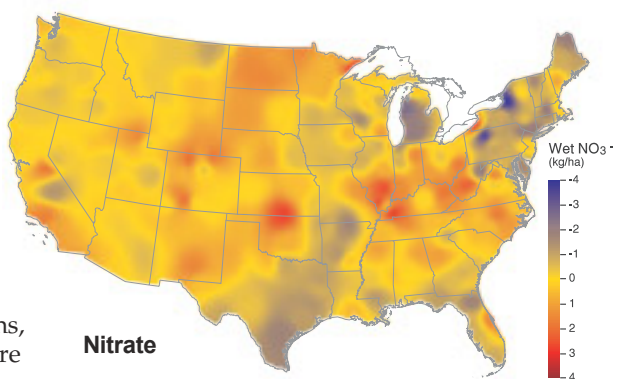 ns,
re
Nitrate
Wet NO₃⁻
(kg/ha)
-4
-3
-2
-1
0
1
2
3
4